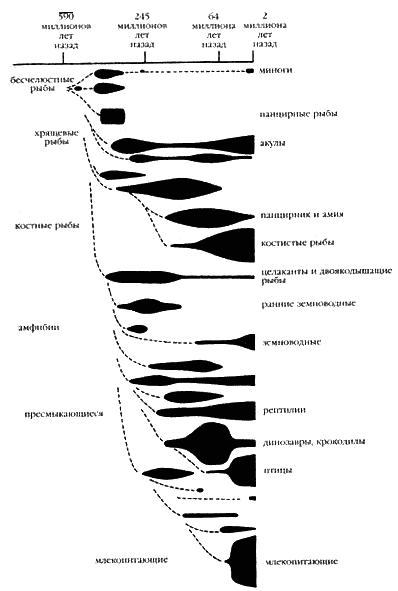 590 245 64 2
миллионов миллионов миллиона миллиона
лет лет лет лет
назад назад назад назад
миноги
бесчелюстные
рыбы
панцирные рыбы
хрящевые
рыбы
акулы
панцирник и амия
костные рыбы
костистые рыбы
целаканты и двоякодышащие
рыбы
ранние земноводные
амфибии
земноводные
пресмыкающиеся
рептилии
динозавры, крокодилы
птицы
млекопитающие
млекопитающие